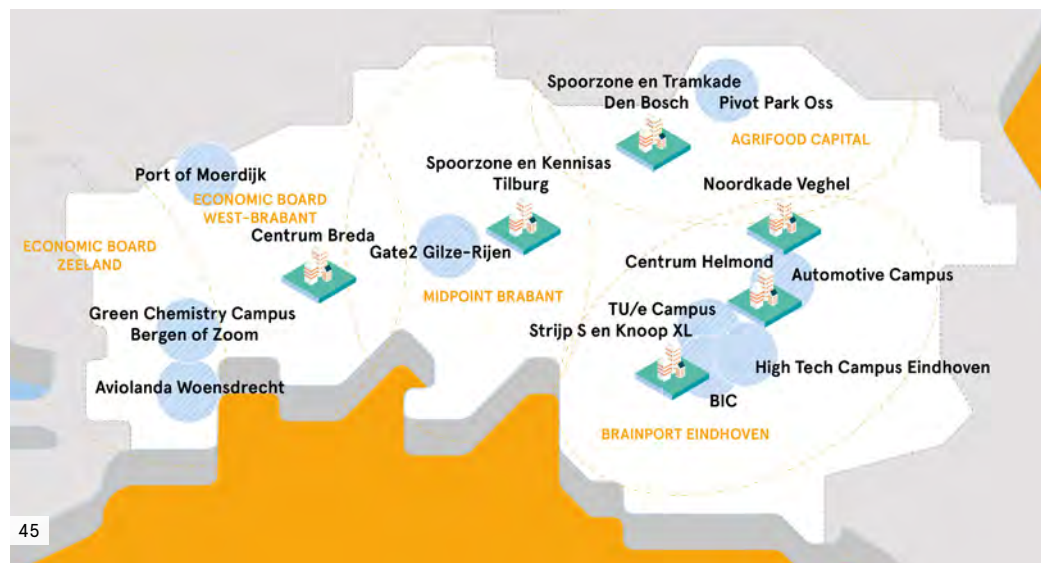 Spoorzone en Tramkade
Den Bosch
Pivot Park Oss
AGRIFOOD CAPITAL
Port of Moerdijk
Spoorzone en Kennisas
Tilburg
Noordkade Veghel
ECONOMIC BOARD
WEST-BRABANT
ECONOMIC BOARD
ZEELAND
Centrum Breda
Gate2 Gilze-Rijen
Centrum Helmond
Automotive Campus
MIDPOINT BRABANT
Green Chemistry Campus
Bergen of Zoom
TU/e Campus
Strijp S en Knoop XL
High Tech Campus Eindhoven
Aviolanda Woensdrecht
BIC
BRAINPORT EINDHOVEN
45